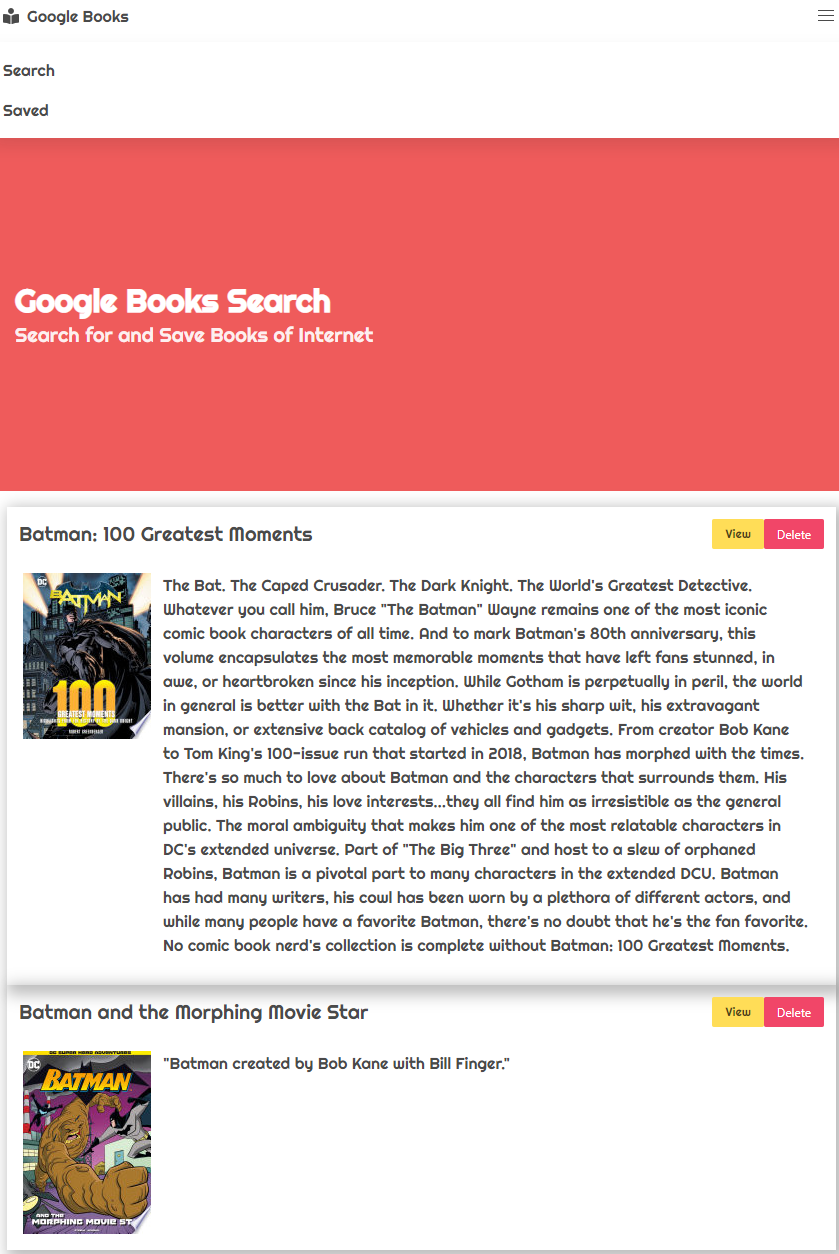 Google Books
Search
Saved
Google Books Search
Search for and Save Books of Internet
Batman: 100 Greatest Moments
View
Delete
DC
BATMAN
100
GREATEST MOMENTS
ROBERT GREENBERGER
The Bat. The Caped Crusader. The Dark Knight. The World's Greatest Detective.
Whatever you call him, Bruce "The Batman" Wayne remains one of the most iconic
comic book characters of all time. And to mark Batman's 80th anniversary, this
volume encapsulates the most memorable moments that have left fans stunned, in
awe, or heartbroken since his inception. While Gotham is perpetually in peril, the world
in general is better with the Bat in it. Whether it's his sharp wit, his extravagant
mansion, or extensive back catalog of vehicles and gadgets. From creator Bob Kane
to Tom King's 100-issue run that started in 2018, Batman has morphed with the times.
There's so much to love about Batman and the characters that surrounds them. His
villains, his Robins, his love interests...they all find him as irresistible as the general
public. The moral ambiguity that makes him one of the most relatable characters in
DC's extended universe. Part of "The Big Three" and host to a slew of orphaned
Robins, Batman is a pivotal part to many characters in the extended DCU. Batman
has had many writers, his cowl has been worn by a plethora of different actors, and
while many people have a favorite Batman, there's no doubt that he's the fan favorite.
No comic book nerd's collection is complete without Batman: 100 Greatest Moments.
Batman and the Morphing Movie Star
View
Delete
DC SUPER HERO ADVENTURES
DC
BATMAN
AND THE
MORPHING MOVIE ST
"Batman created by Bob Kane with Bill Finger."